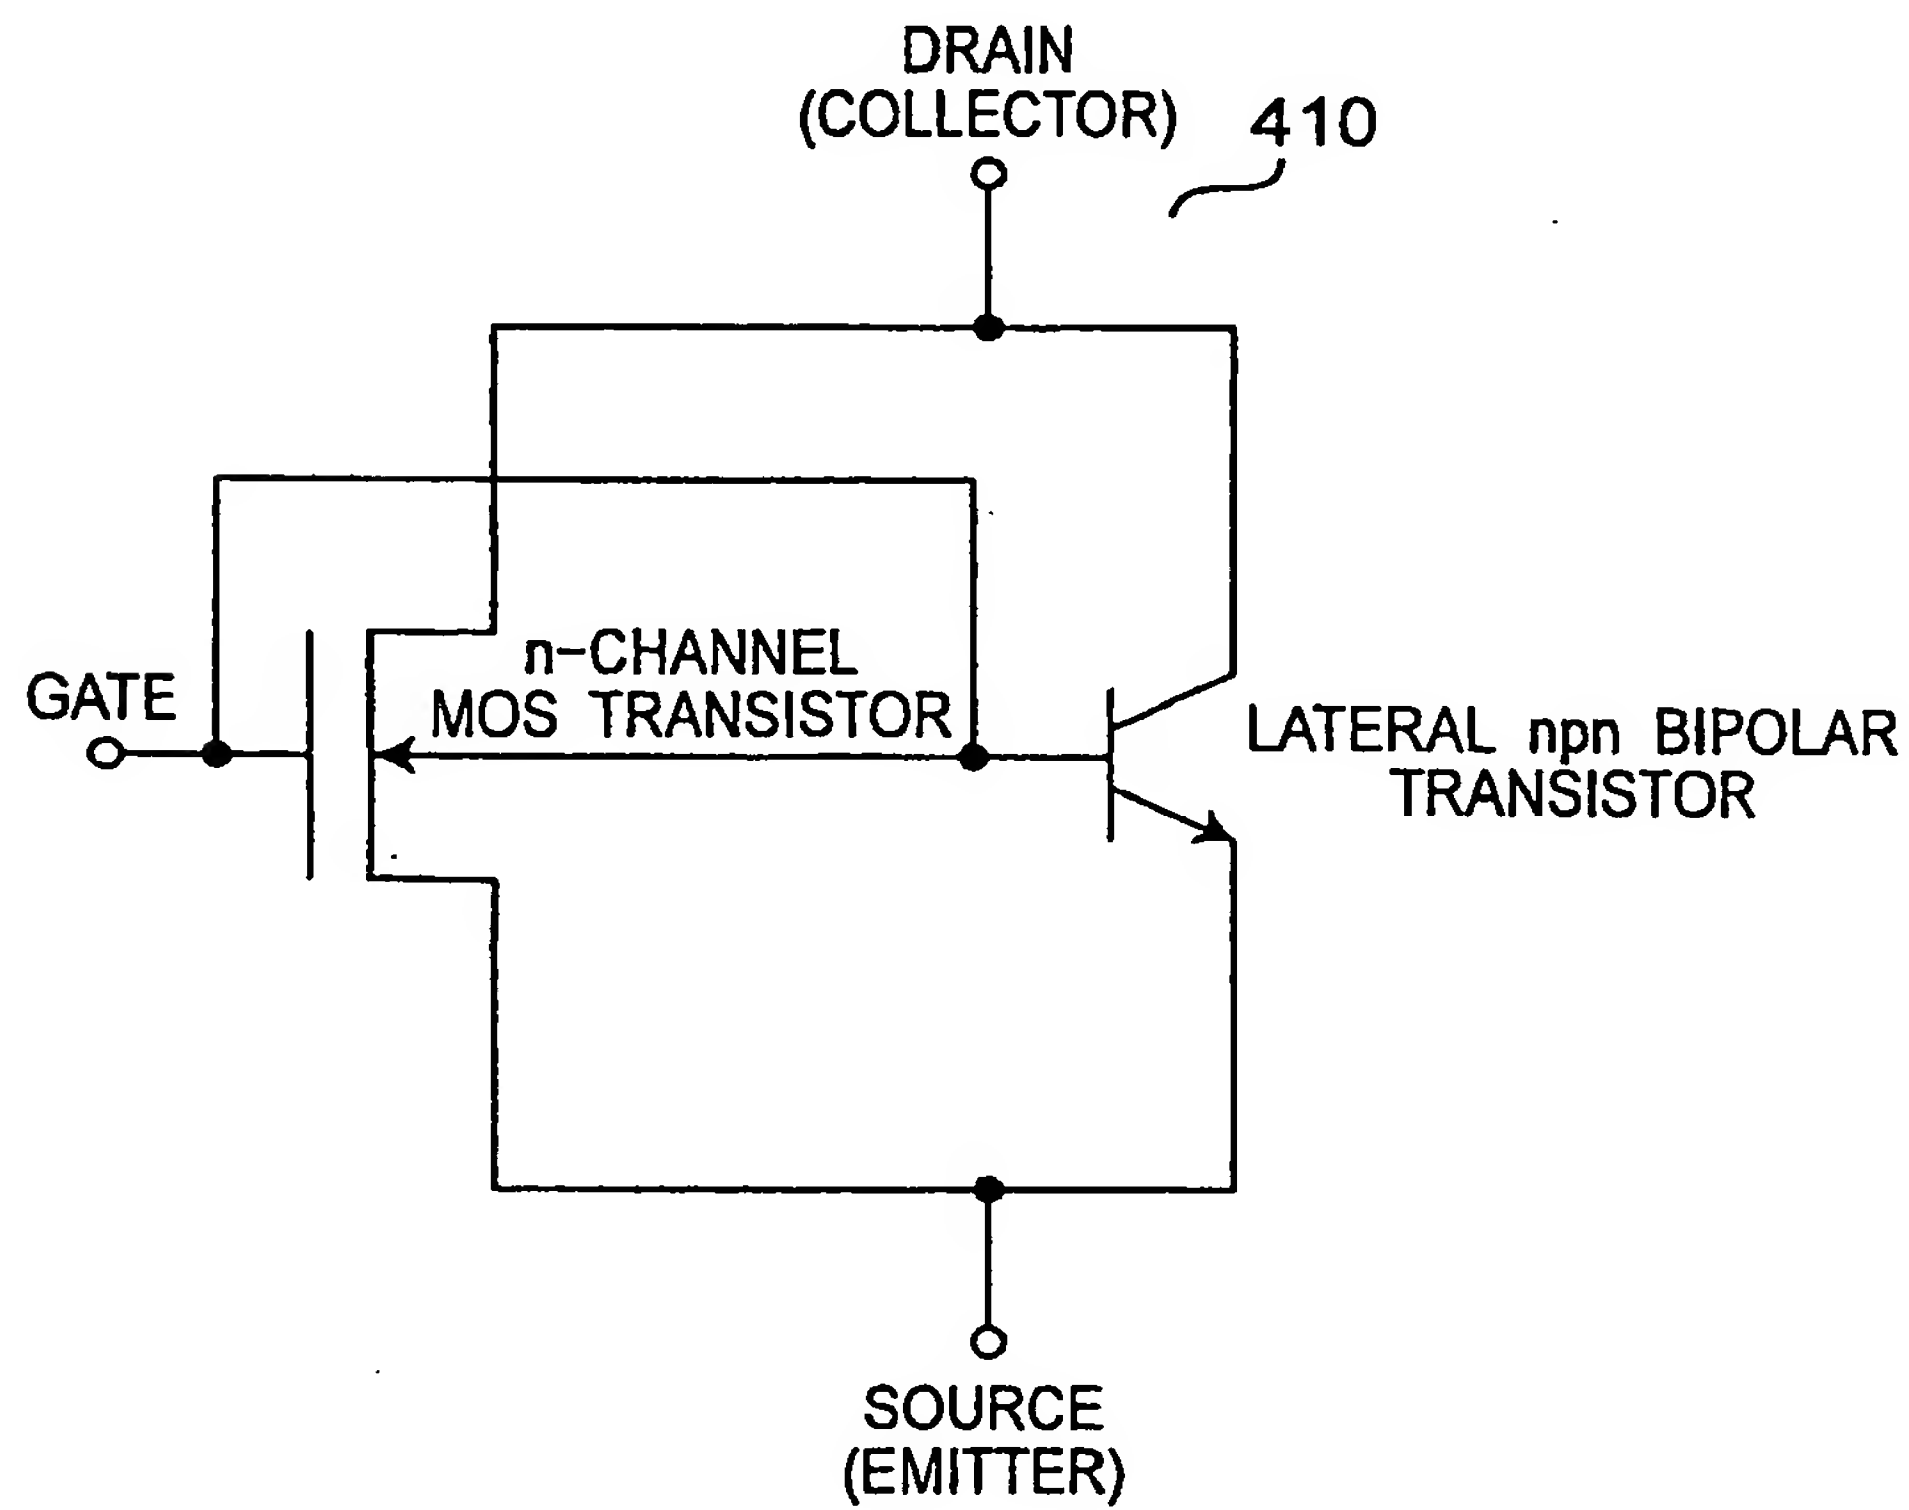 DRAIN
(COLLECTOR)
410
n-CHANNEL
MOS TRANSISTOR
GATE
LATERAL npn BIPOLAR
TRANSISTOR
SOURCE
(EMITTER)